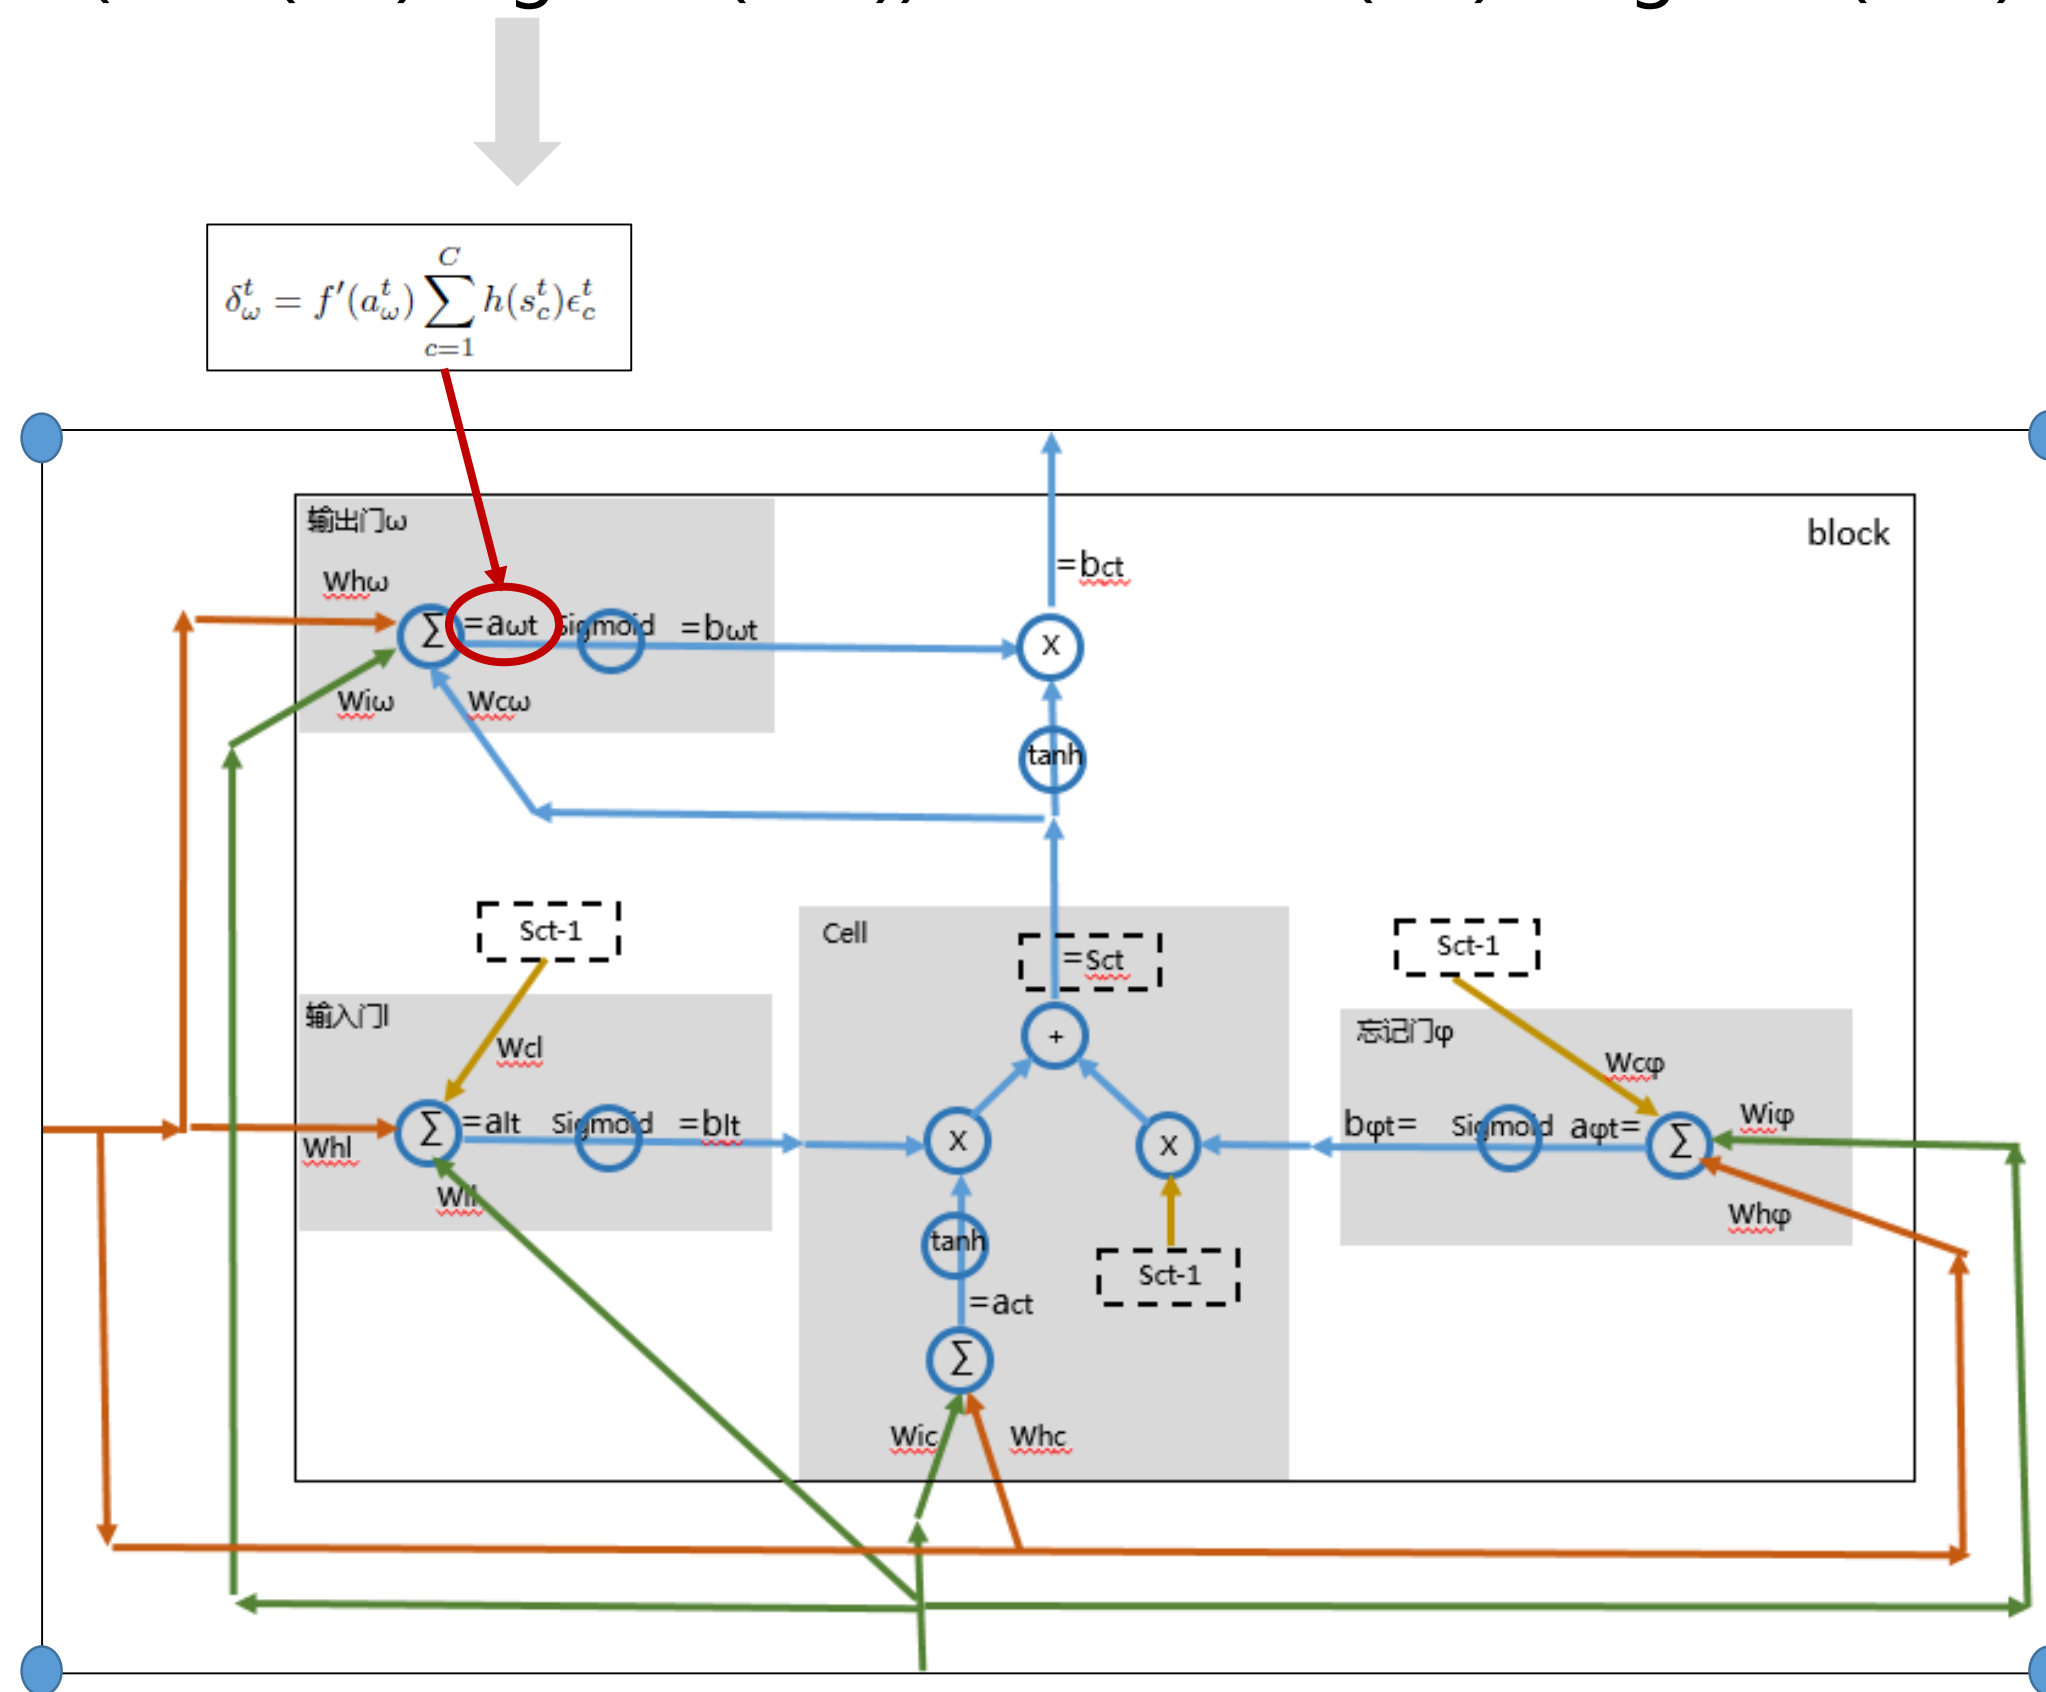 δ_ω^t = f′(a_ω^t) ∑_{c=1}^{C} h(s_c^t)ϵ_c^t
输出门ω
block
Whω
=bct
∑ =aωt Sigmoid =bωt
x
Wiω
Wcω
tanh
Sct-1
Cell
Sct-1
=Sct
输入门l
忘记门φ
Wcl
+
Wcφ
∑ =alt Sigmoid =blt
x
x
bφt= Sigmoid aφt= ∑
Wiφ
Whl
Wil
Whφ
tanh
Sct-1
=act
∑
Wic
Whc